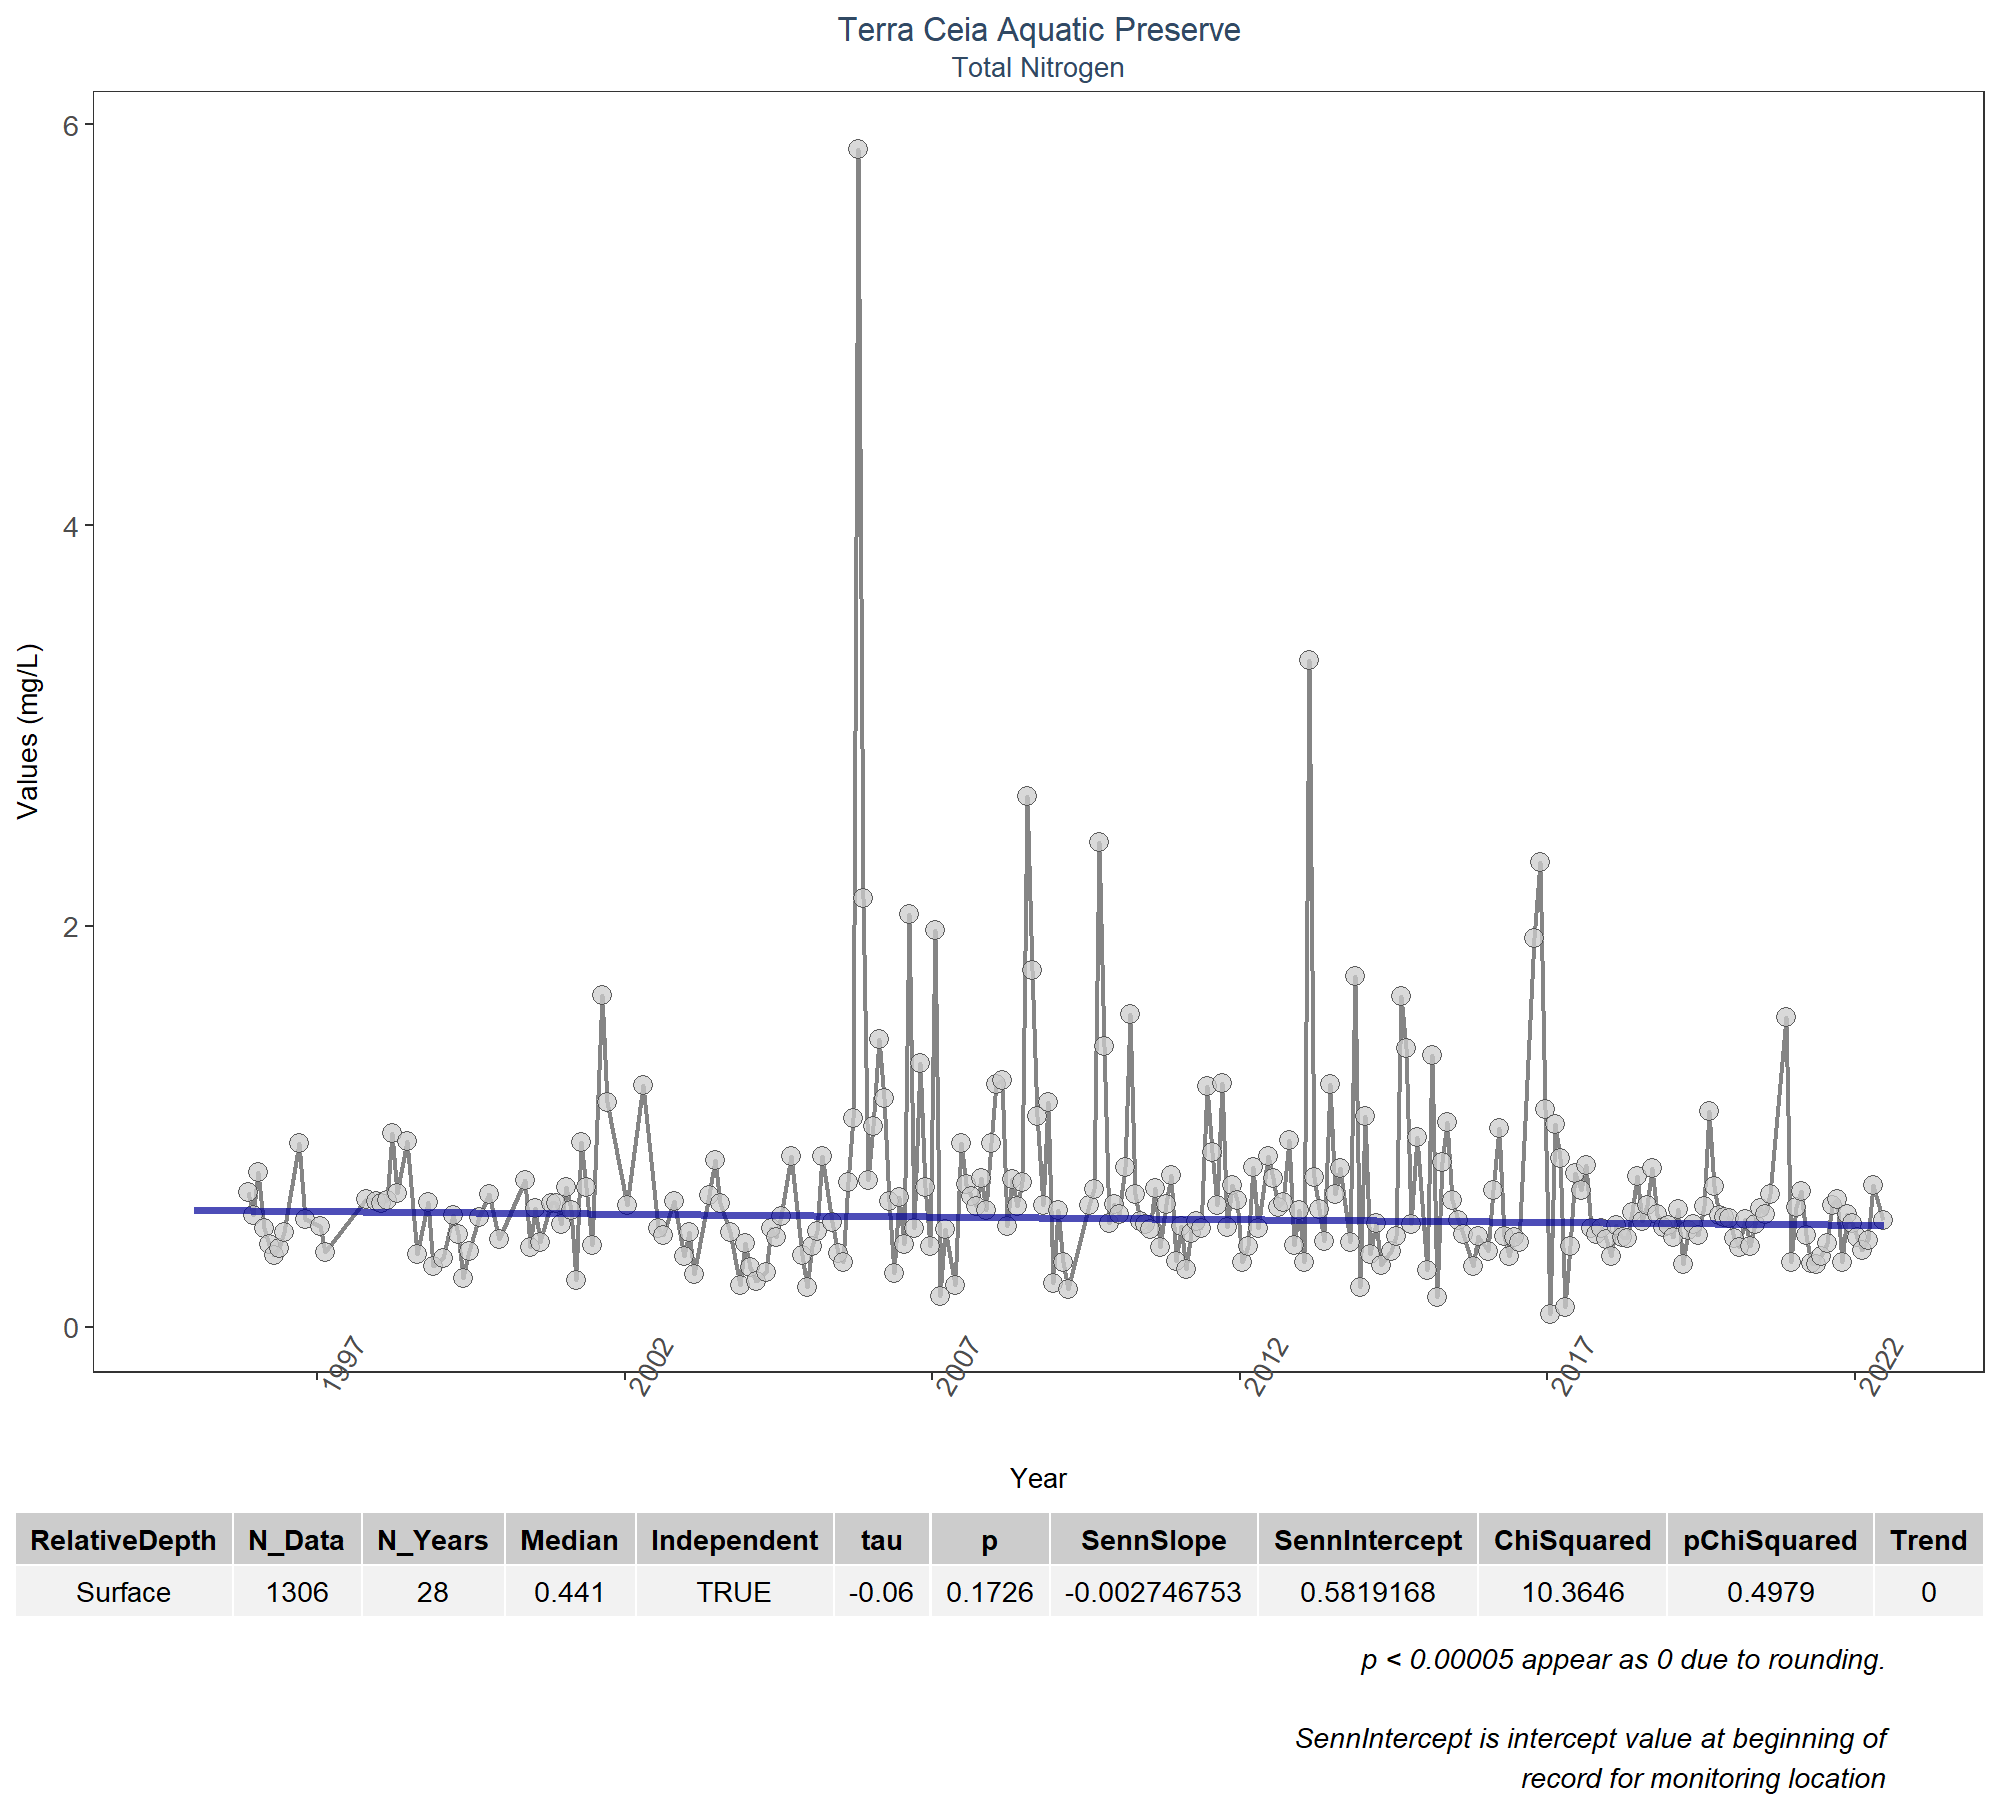 Terra Ceia Aquatic Preserve
Total Nitrogen
6
4
2
0
Values (mg/L)
1997 2002 2007 2012 2017 2022
Year
RelativeDepth N_Data N_Years Median Independent tau p SennSlope SennIntercept ChiSquared pChiSquared Trend
Surface 1306 28 0.441 TRUE -0.06 0.1726 -0.002746753 0.5819168 10.3646 0.4979 0
p < 0.00005 appear as 0 due to rounding.
SennIntercept is intercept value at beginning of
record for monitoring location